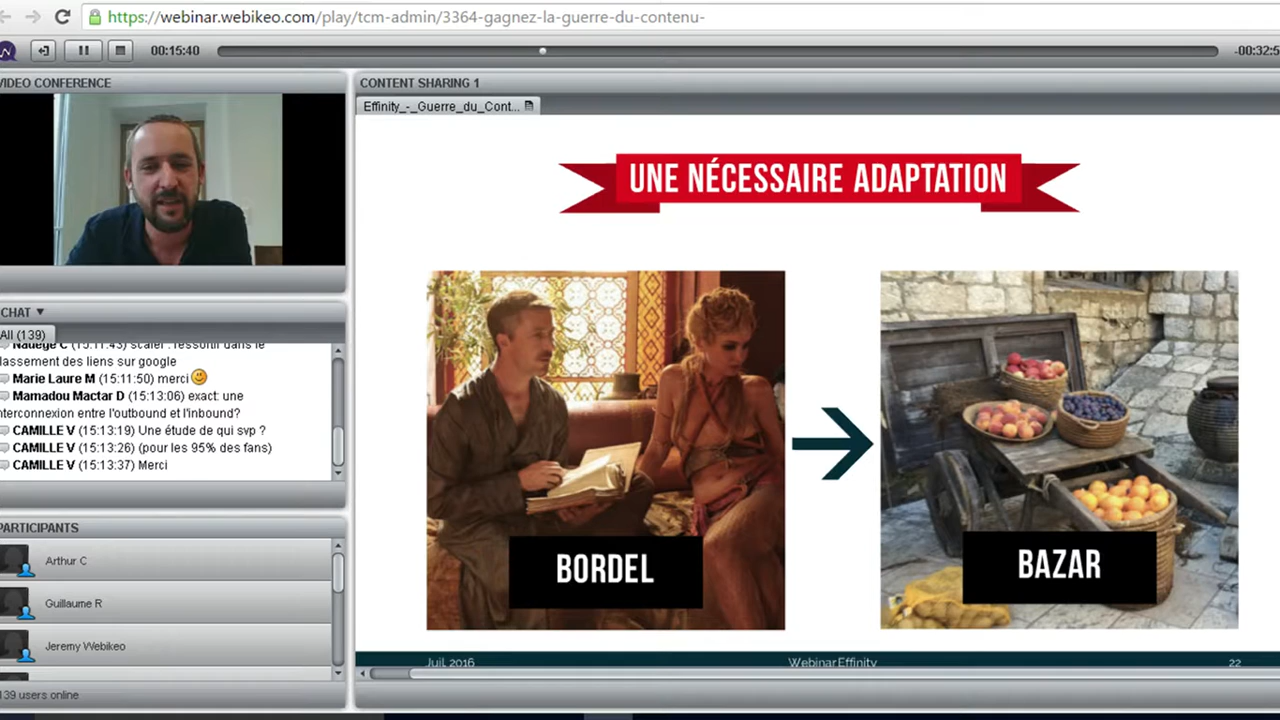 https://webinar.webikeo.com/play/tcm-admin/3364-gagnez-la-guerre-du-contenu-
00:15:40
-00:32:5
VIDEO CONFERENCE
CONTENT SHARING 1
Effinity_-_Guerre_du_Cont...
UNE NÉCESSAIRE ADAPTATION
BORDEL
BAZAR
Juil. 2016
Webinar Effinity
22
CHAT
All (139)
Nadège C (15:11:43) scaler : ressortir dans le
lassement des liens sur google
Marie Laure M (15:11:50) merci
Mamadou Mactar D (15:13:06) exact: une
nterconnexion entre l'outbound et l'inbound?
CAMILLE V (15:13:19) Une étude de qui svp ?
CAMILLE V (15:13:26) (pour les 95% des fans)
CAMILLE V (15:13:37) Merci
PARTICIPANTS
Arthur C
Guillaume R
Jeremy Webikeo
139 users online